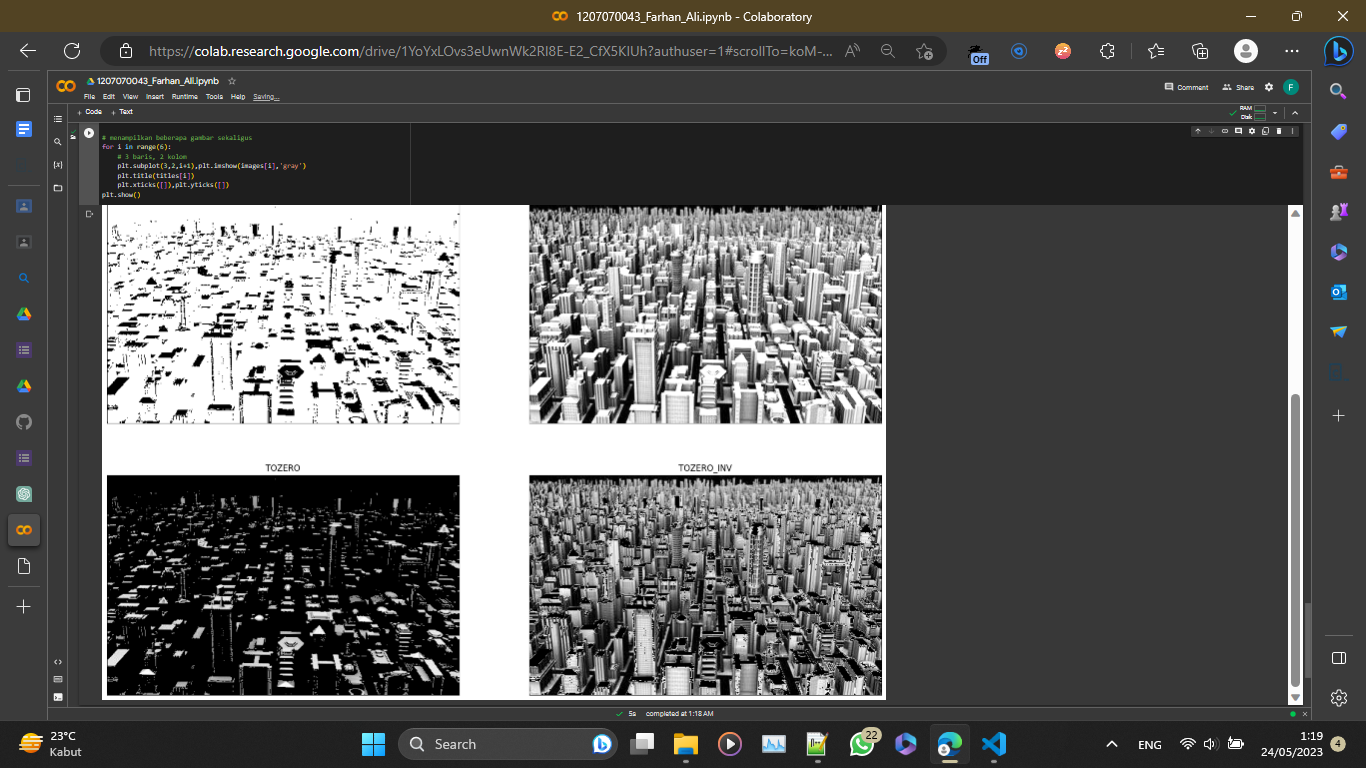 1207070043_Farhan_Ali.ipynb - Colaboratory
https://colab.research.google.com/drive/1YoYxLOvs3eUwnWk2Rl8E-E2_CfX5KIUh?authuser=1#scrollTo=koM-...
Off
1207070043_Farhan_Ali.ipynb
File Edit View Insert Runtime Tools Help Saving...
Comment Share F
+ Code + Text
RAM
Disk
# menampilkan beberapa gambar sekaligus
for i in range(6):
# 3 baris, 2 kolom
plt.subplot(3,2,i+1),plt.imshow(images[i],'gray')
plt.title(titles[i])
plt.xticks([]),plt.yticks([])
plt.show()
TOZERO
TOZERO_INV
5s completed at 1:18 AM
23°C
Kabut
Search
22
ENG
1:19
24/05/2023
4